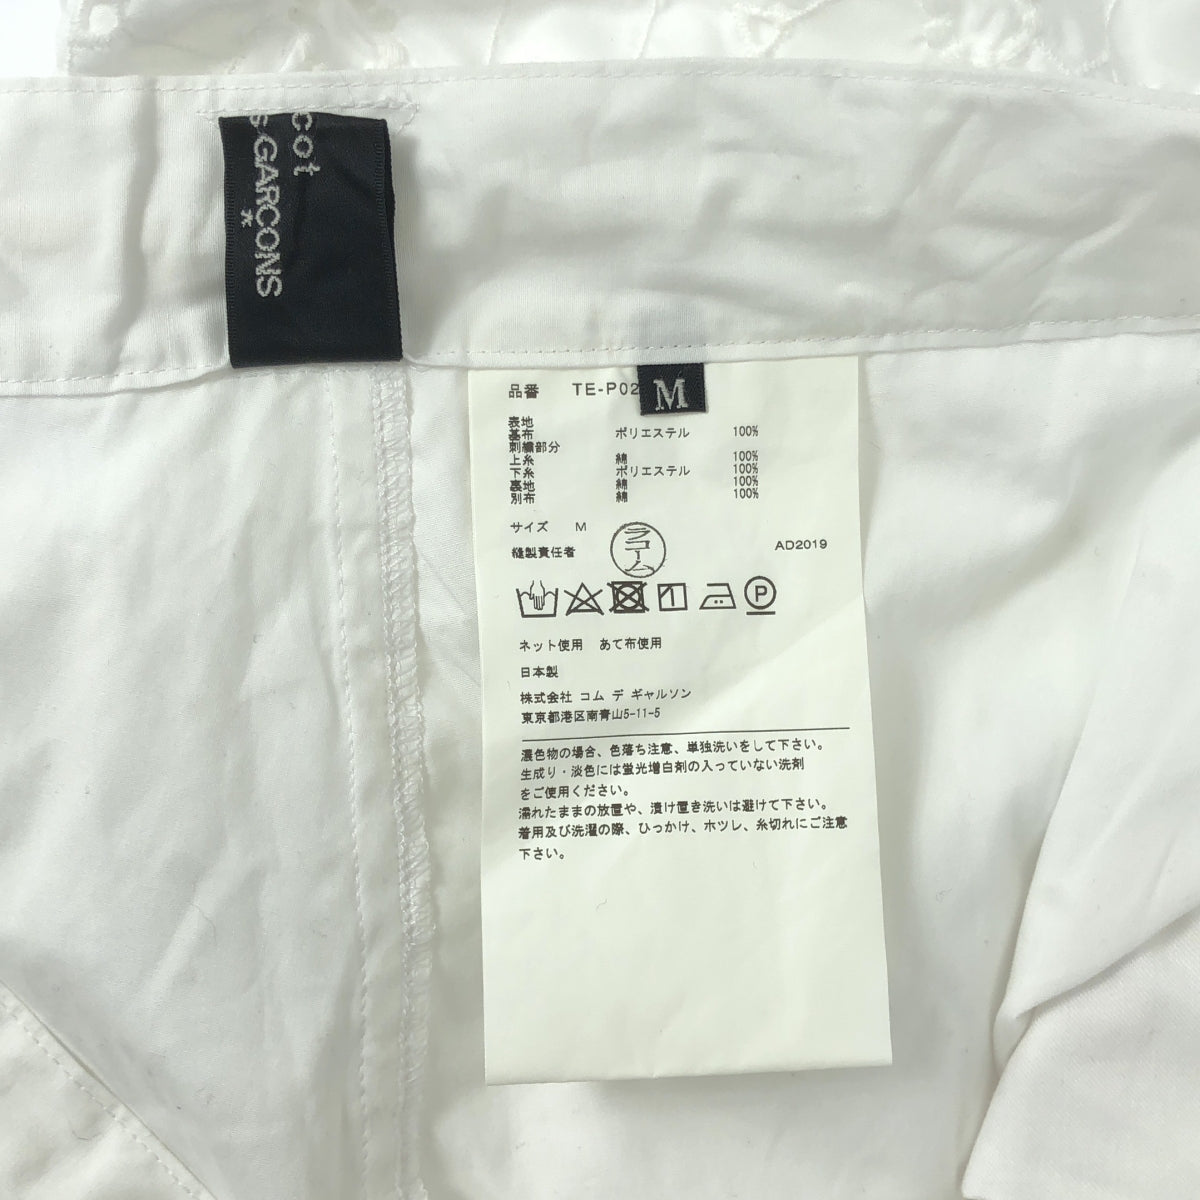 cot
S GARCONS
*
品番 TE-P02
M
表地
基布 ポリエステル 100%
刺繍部分
上糸 綿 100%
下糸 ポリエステル 100%
裏地 綿 100%
別布 綿 100%
サイズ M
縫製責任者 ラコーム AD2019
1 P
ネット使用 あて布使用
日本製
株式会社 コム デ ギャルソン
東京都港区南青山5-11-5
濃色物の場合、色落ち注意、単独洗いをして下さい。
生成り・淡色には蛍光増白剤の入っていない洗剤
をご使用ください。
濡れたままの放置や、漬け置き洗いは避けて下さい。
着用及び洗濯の際、ひっかけ、ホツレ、糸切れにご注意
下さい。